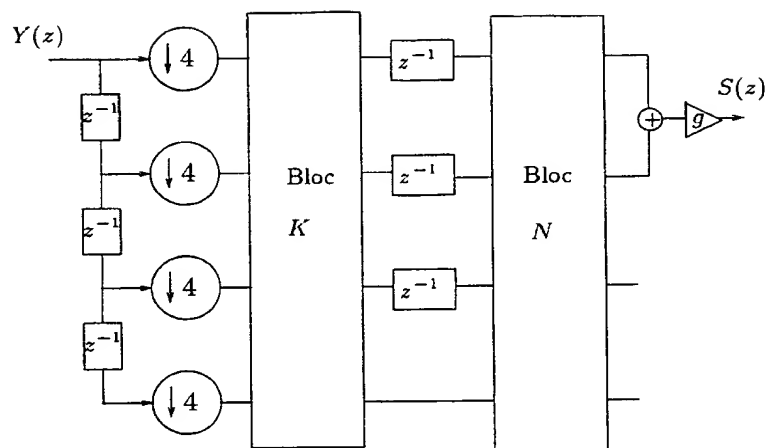 Y(z)
↓ 4
z⁻¹
S(z)
z⁻¹
g
+
↓ 4
Bloc
z⁻¹
Bloc
K
N
z⁻¹
↓ 4
z⁻¹
z⁻¹
↓ 4